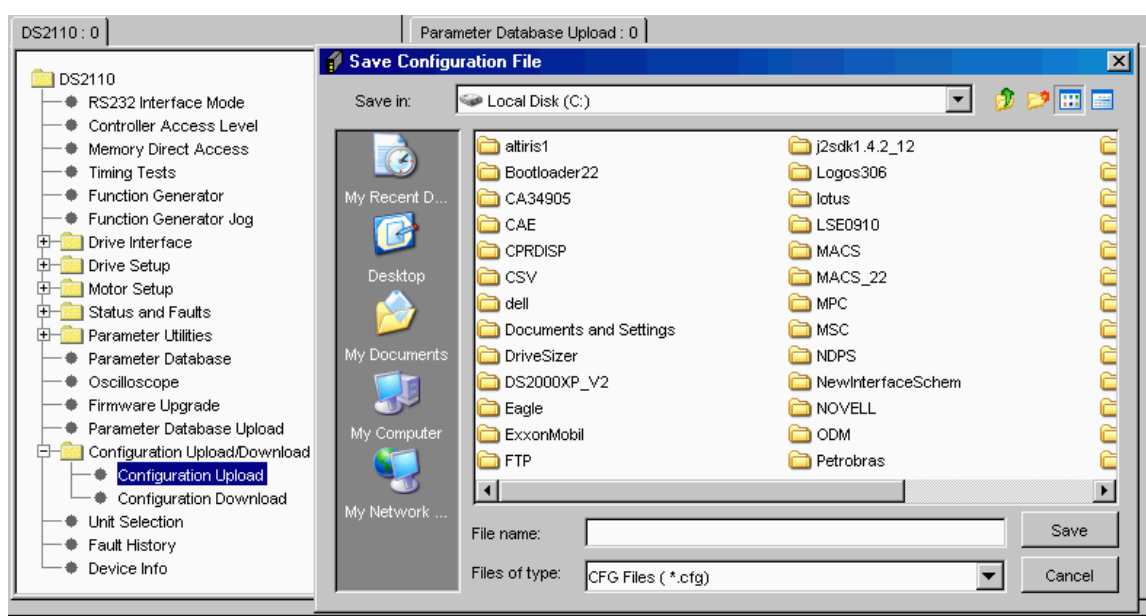 DS2110 : 0
Parameter Database Upload : 0
DS2110
RS232 Interface Mode
Controller Access Level
Memory Direct Access
Timing Tests
Function Generator
Function Generator Jog
Drive Interface
Drive Setup
Motor Setup
Status and Faults
Parameter Utilities
Parameter Database
Oscilloscope
Firmware Upgrade
Parameter Database Upload
Configuration Upload/Download
Configuration Upload
Configuration Download
Unit Selection
Fault History
Device Info
Save Configuration File
Save in:
Local Disk (C:)
My Recent D...
Desktop
My Documents
My Computer
My Network ...
altiris1
Bootloader22
CA34905
CAE
CPRDISP
CSV
dell
Documents and Settings
DriveSizer
DS2000XP_V2
Eagle
ExxonMobil
FTP
j2sdk1.4.2_12
Logos306
lotus
LSE0910
MACS
MACS_22
MPC
MSC
NDPS
NewInterfaceSchem
NOVELL
ODM
Petrobras
File name:
Save
Files of type:
CFG Files ( *.cfg)
Cancel